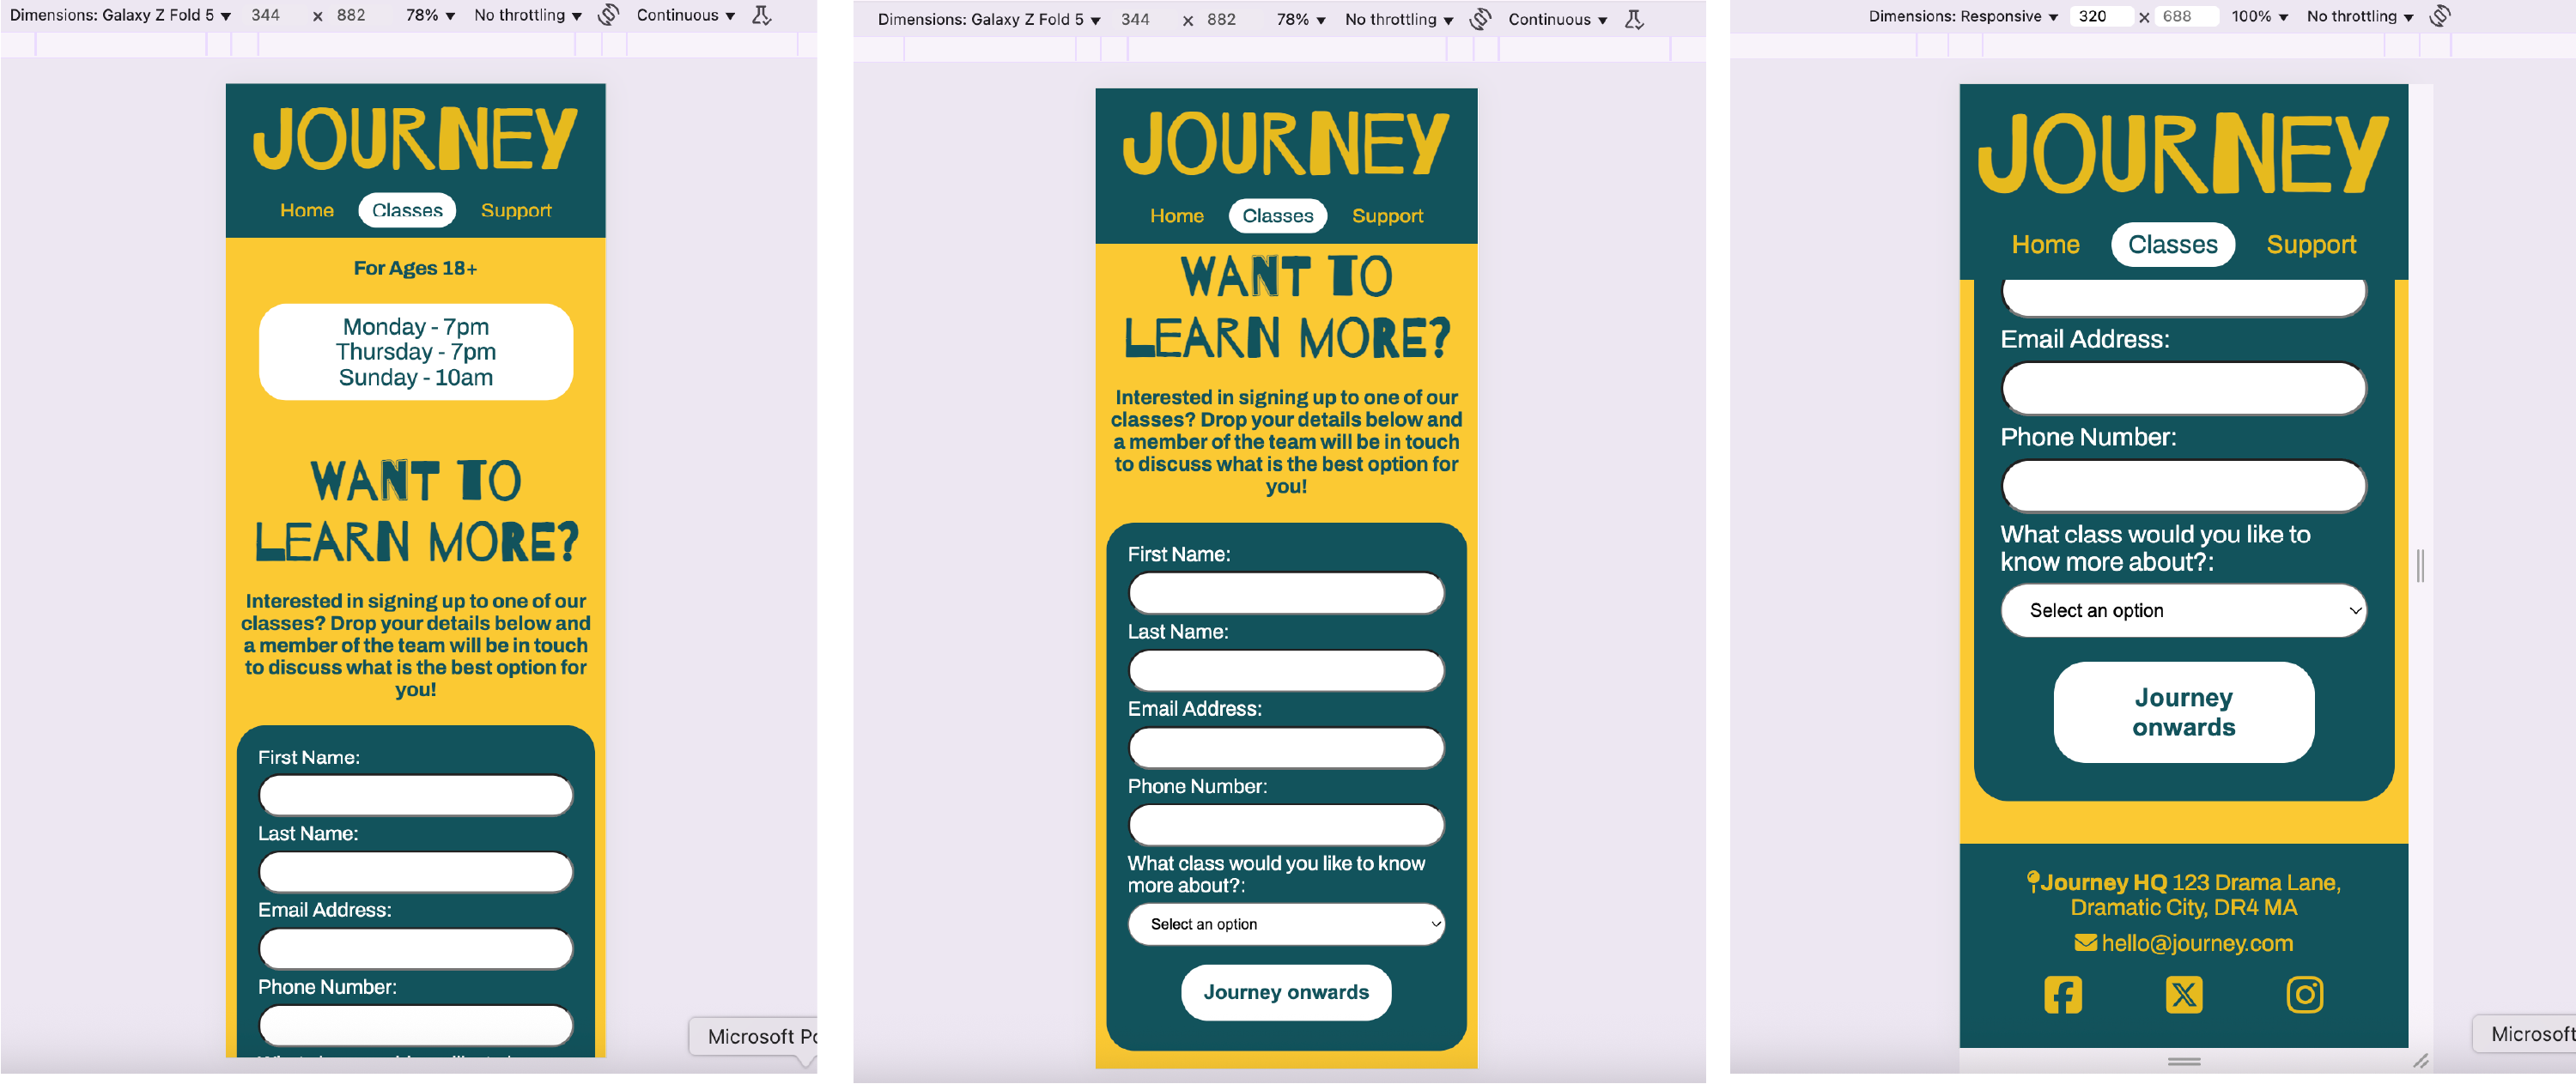 Dimensions: Galaxy Z Fold 5 ▼ 344 x 882 78% ▼ No throttling ▼ Continuous ▼
JOURNEY
Home Classes Support
For Ages 18+
Monday - 7pm
Thursday - 7pm
Sunday - 10am
WANT TO
LEARN MORE?
Interested in signing up to one of our
classes? Drop your details below and
a member of the team will be in touch
to discuss what is the best option for
you!
First Name:
Last Name:
Email Address:
Phone Number:
Microsoft
Dimensions: Galaxy Z Fold 5 ▼ 344 x 882 78% ▼ No throttling ▼ Continuous ▼
JOURNEY
Home Classes Support
WANT TO
LEARN MORE?
Interested in signing up to one of our
classes? Drop your details below and
a member of the team will be in touch
to discuss what is the best option for
you!
First Name:
Last Name:
Email Address:
Phone Number:
What class would you like to know
more about?:
Select an option
Journey onwards
Dimensions: Responsive ▼ 320 x 688 100% ▼ No throttling ▼
JOURNEY
Home Classes Support
Email Address:
Phone Number:
What class would you like to
know more about?:
Select an option
Journey
onwards
Journey HQ 123 Drama Lane,
Dramatic City, DR4 MA
hello@journey.com
Microsoft